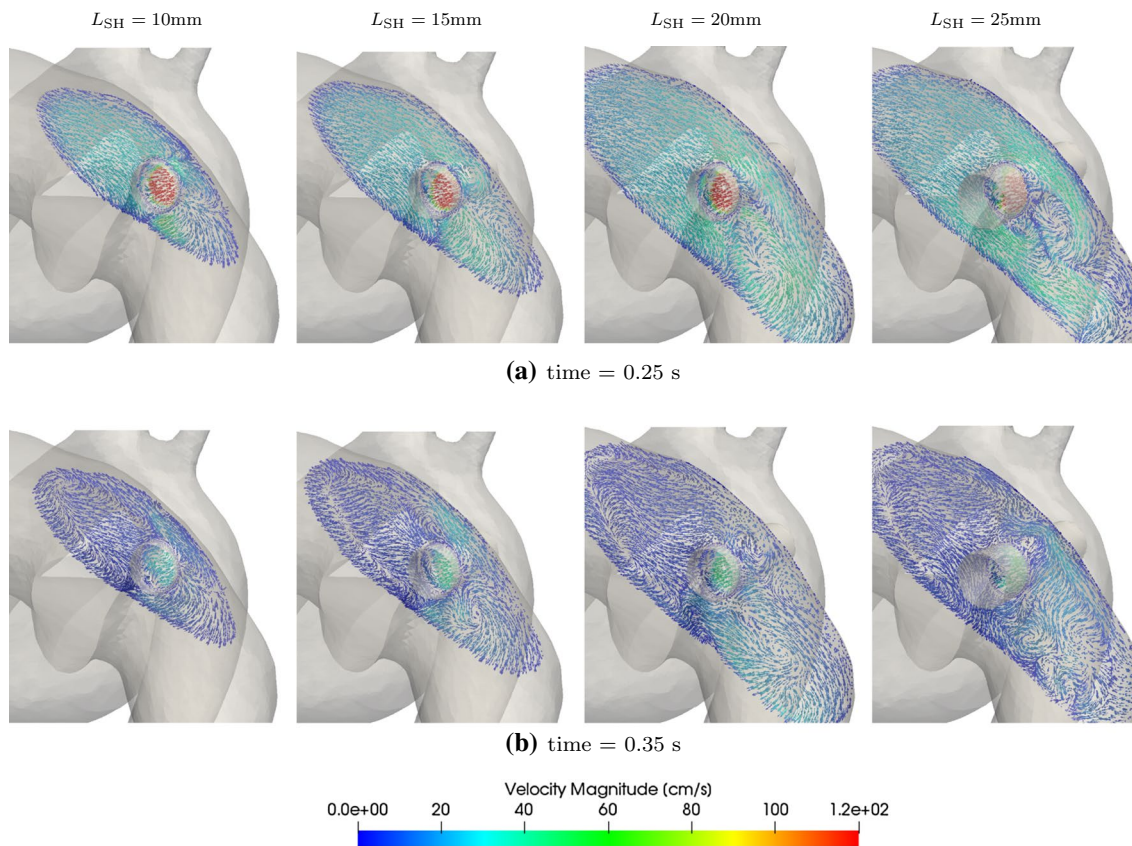 L_SH = 10mm L_SH = 15mm L_SH = 20mm L_SH = 25mm
(a) time = 0.25 s
(b) time = 0.35 s
Velocity Magnitude (cm/s)
0.0e+00 20 40 60 80 100 1.2e+02